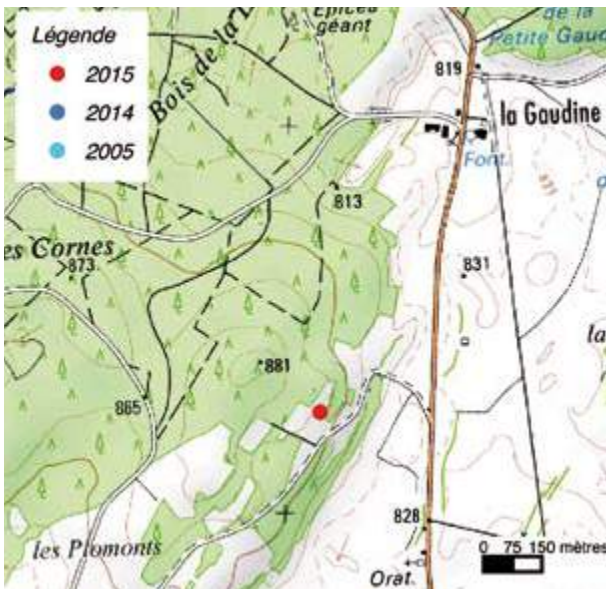 Légende
2015
2014
2005
Epicéa
géant
Bois de la
de la
Petite Gaud
819
la Gaudine
Font.
813
es Cornes
873
831
la
881
865
828
les Plomonts
0 75 150 mètres
Orat.